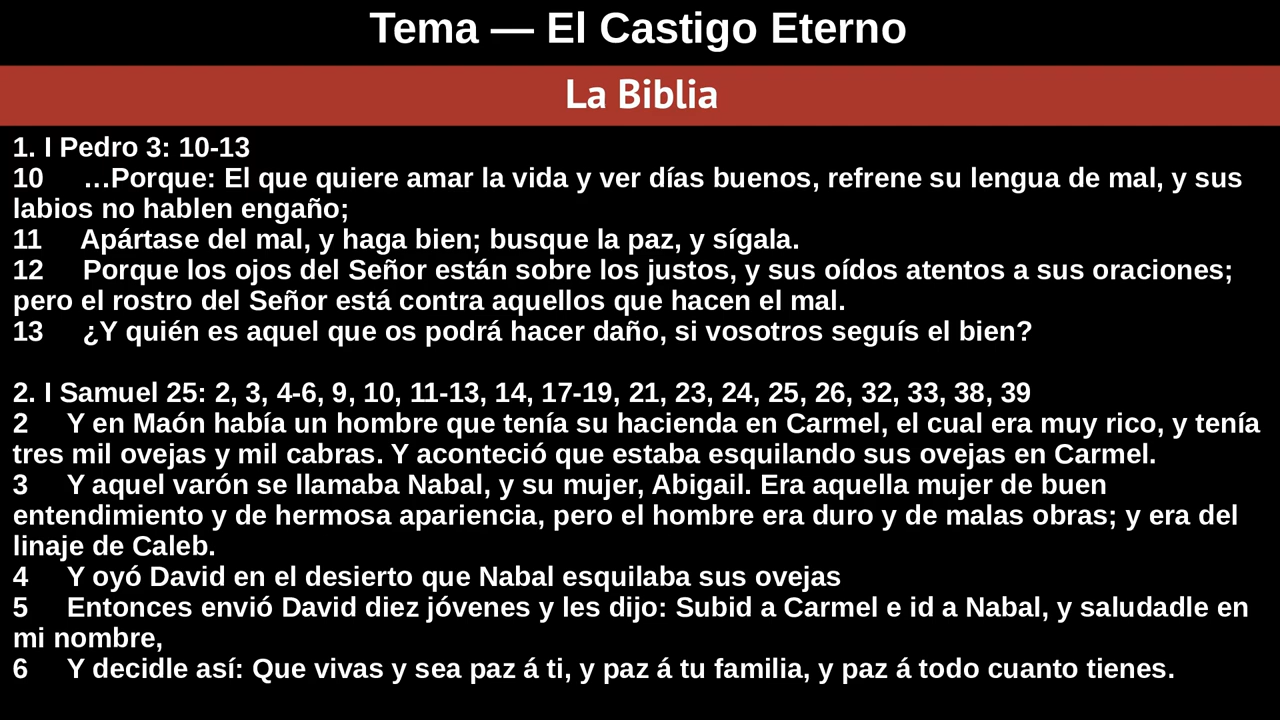 Tema — El Castigo Eterno
La Biblia
1. I Pedro 3: 10-13
10 …Porque: El que quiere amar la vida y ver días buenos, refrene su lengua de mal, y sus
labios no hablen engaño;
11 Apártase del mal, y haga bien; busque la paz, y sígala.
12 Porque los ojos del Señor están sobre los justos, y sus oídos atentos a sus oraciones;
pero el rostro del Señor está contra aquellos que hacen el mal.
13 ¿Y quién es aquel que os podrá hacer daño, si vosotros seguís el bien?
2. I Samuel 25: 2, 3, 4-6, 9, 10, 11-13, 14, 17-19, 21, 23, 24, 25, 26, 32, 33, 38, 39
2 Y en Maón había un hombre que tenía su hacienda en Carmel, el cual era muy rico, y tenía
tres mil ovejas y mil cabras. Y aconteció que estaba esquilando sus ovejas en Carmel.
3 Y aquel varón se llamaba Nabal, y su mujer, Abigail. Era aquella mujer de buen
entendimiento y de hermosa apariencia, pero el hombre era duro y de malas obras; y era del
linaje de Caleb.
4 Y oyó David en el desierto que Nabal esquilaba sus ovejas
5 Entonces envió David diez jóvenes y les dijo: Subid a Carmel e id a Nabal, y saludadle en
mi nombre,
6 Y decidle así: Que vivas y sea paz á ti, y paz á tu familia, y paz á todo cuanto tienes.